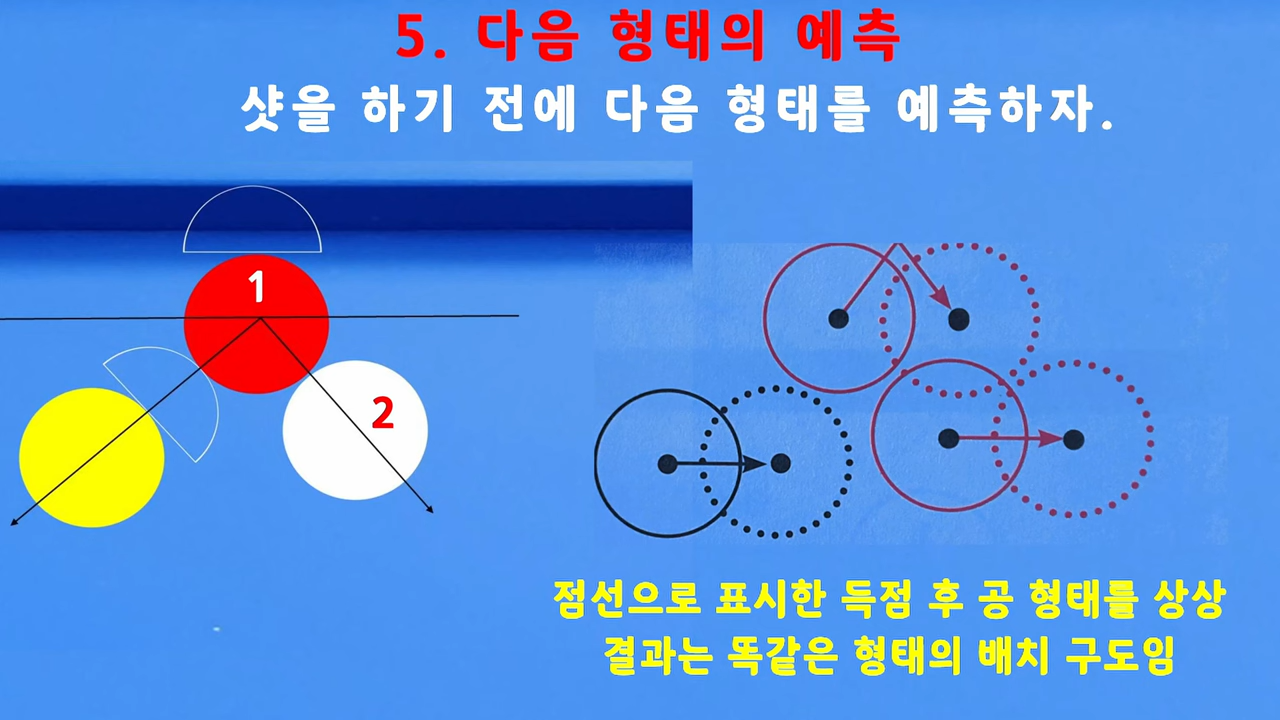 5. 다음 형태의 예측
샷을 하기 전에 다음 형태를 예측하자.
1
2
점선으로 표시한 득점 후 공 형태를 상상
결과는 똑같은 형태의 배치 구도임